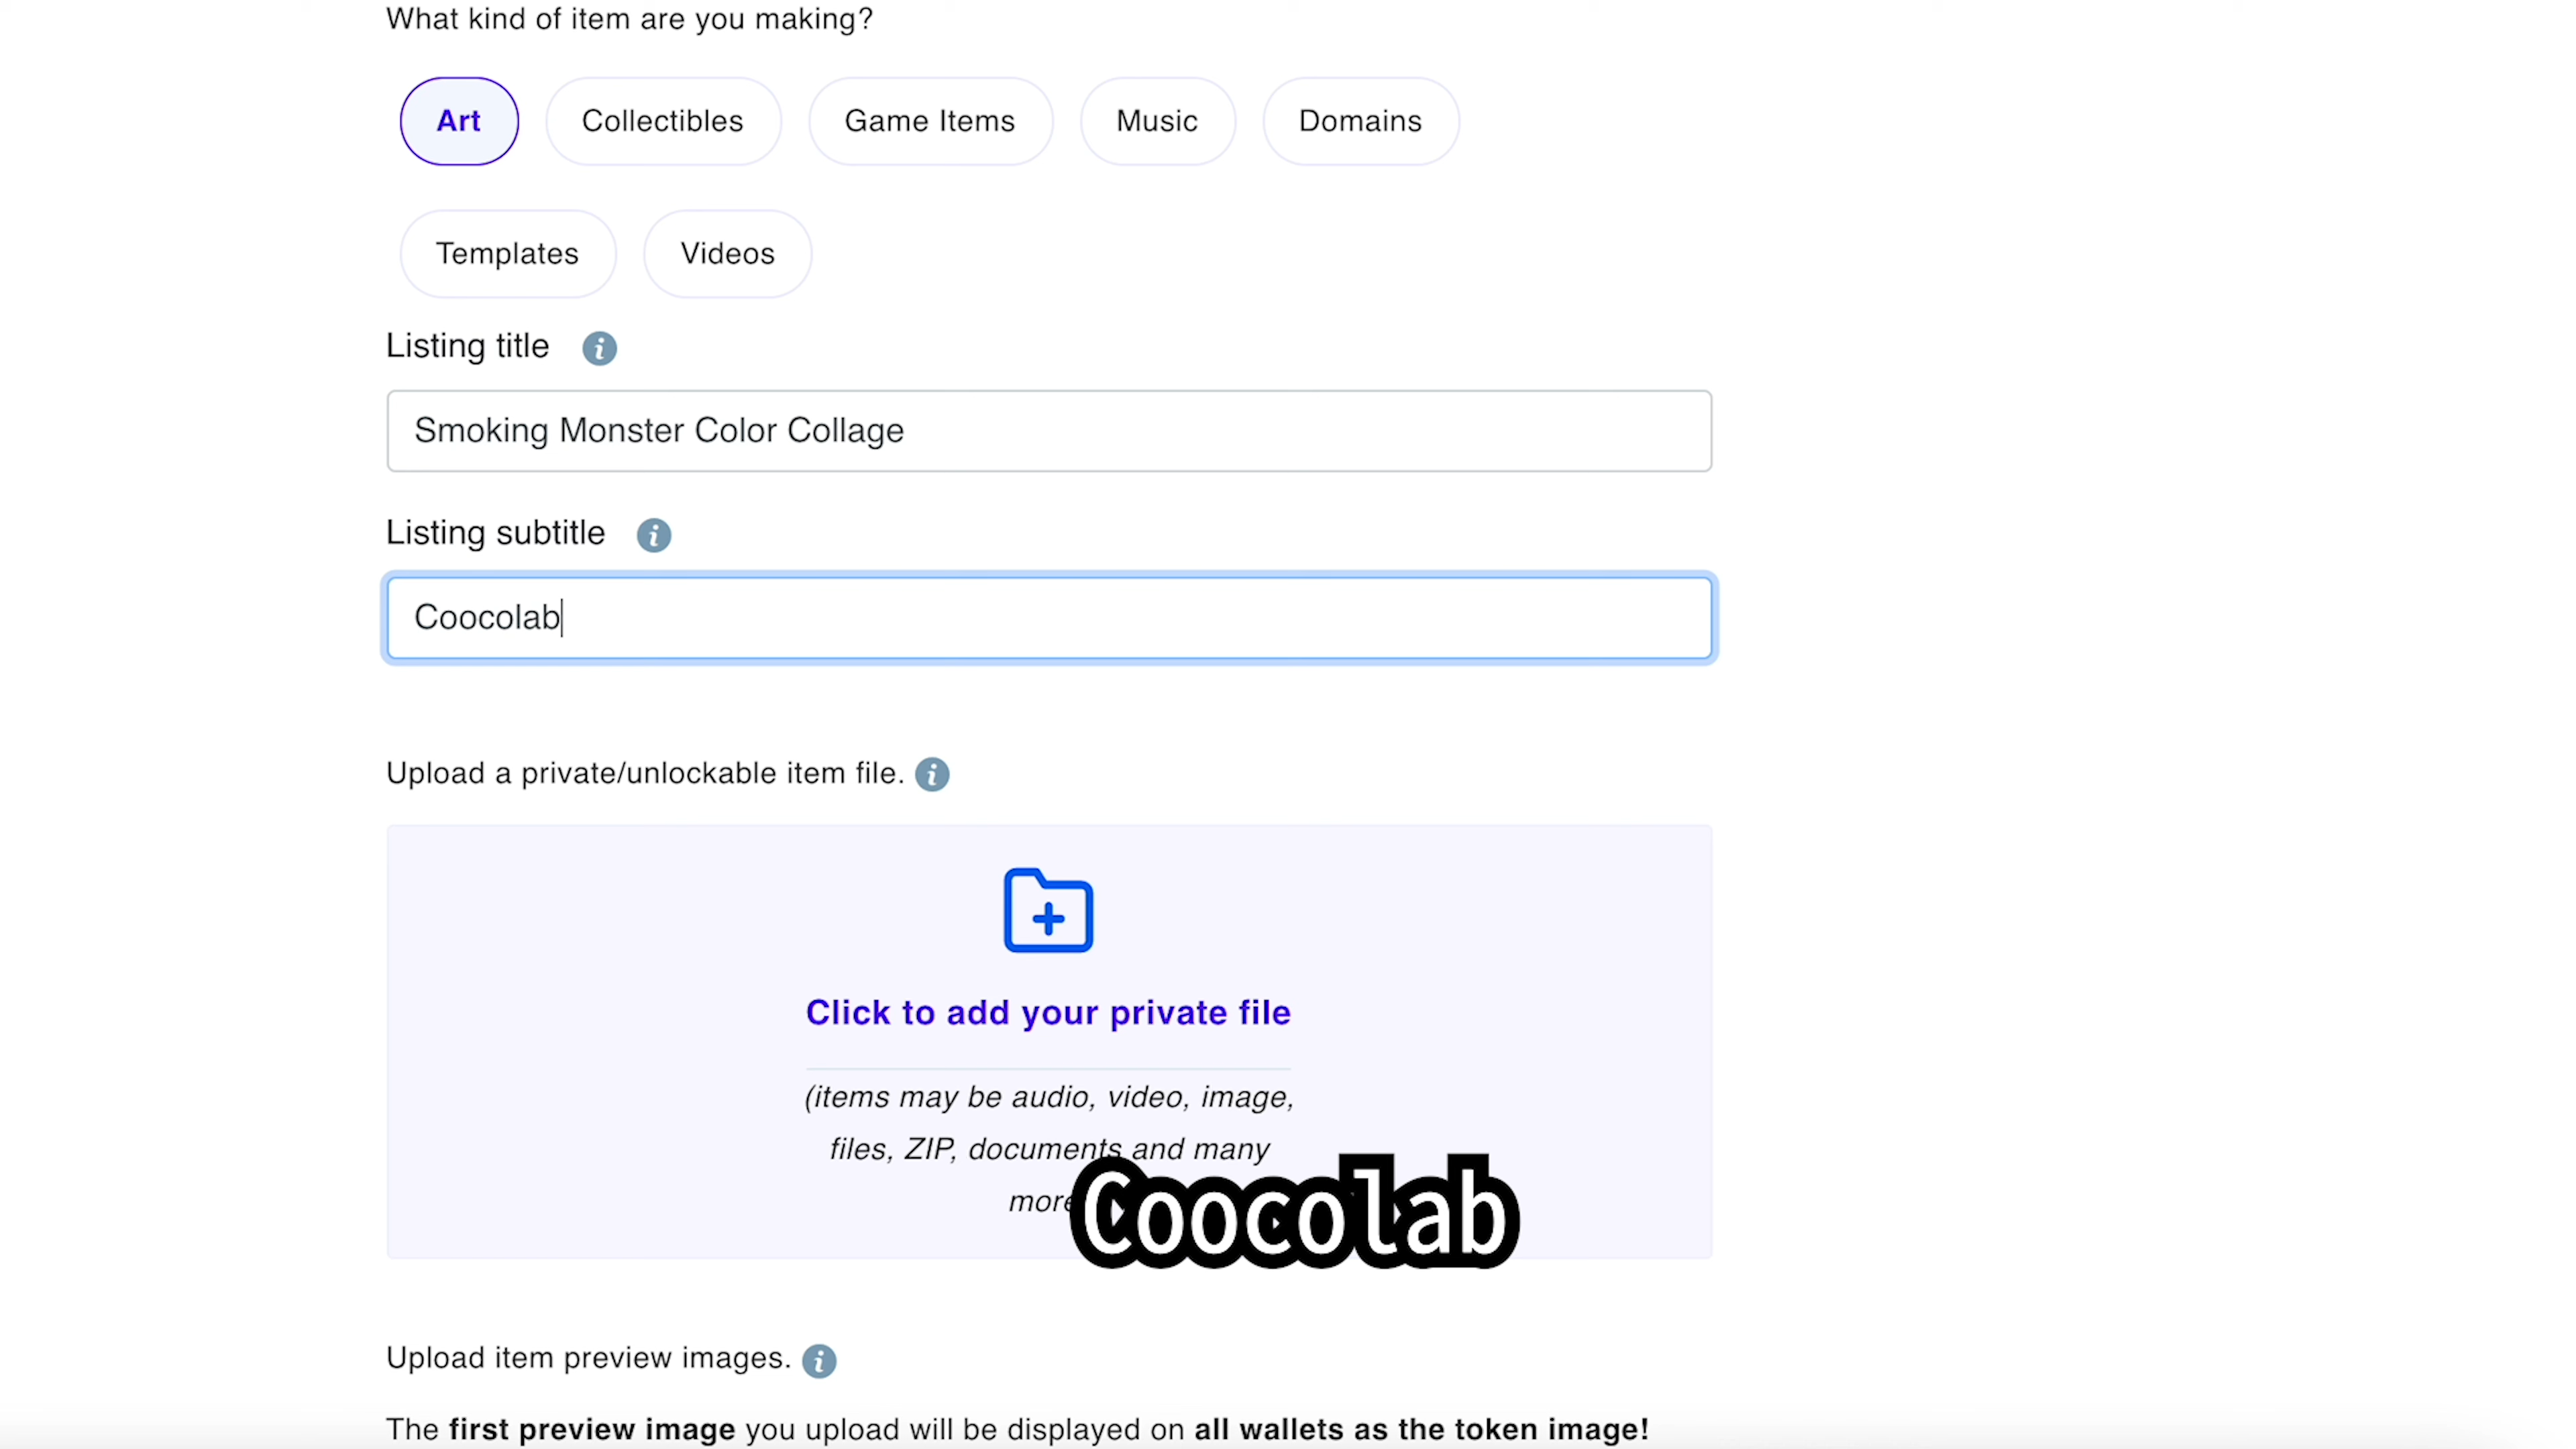 What kind of item are you making?
Art Collectibles Game Items Music Domains
Templates Videos
Listing title
Smoking Monster Color Collage
Listing subtitle
Coocolab
Upload a private/unlockable item file.
Click to add your private file
(items may be audio, video, image,
files, ZIP, documents and many
more
Coocolab
Upload item preview images.
The first preview image you upload will be displayed on all wallets as the token image!